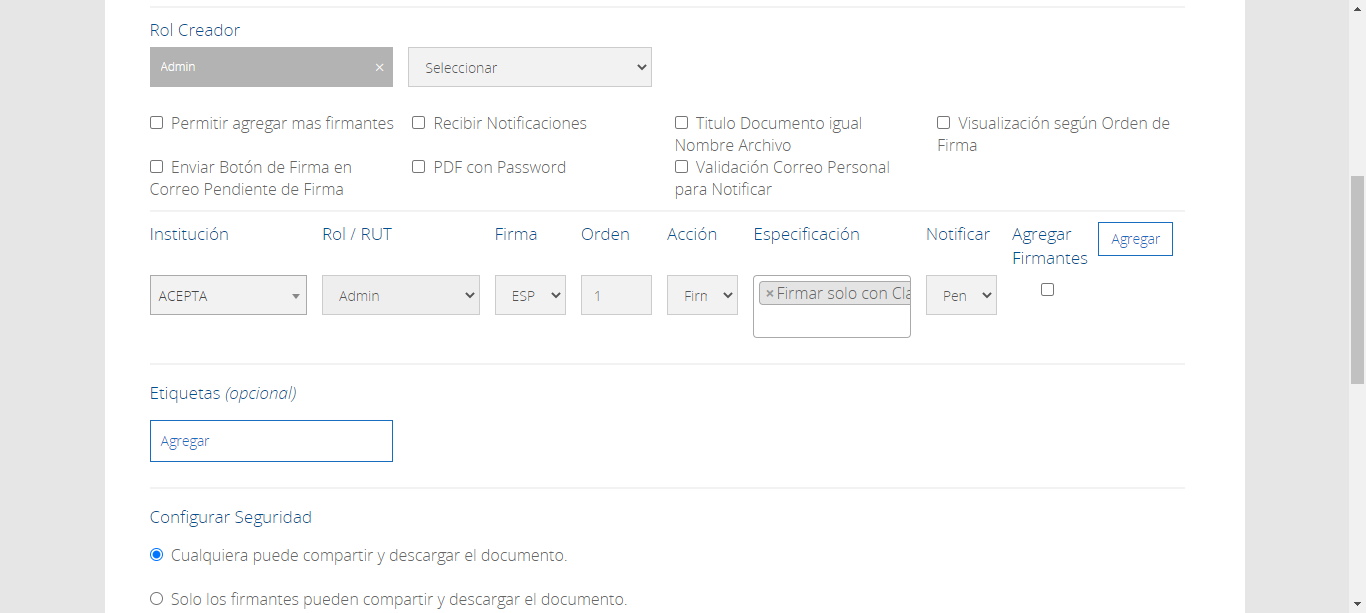 Rol Creador
Admin × Seleccionar
Permitir agregar mas firmantes Recibir Notificaciones Titulo Documento igual Nombre Archivo Visualización según Orden de Firma
Enviar Botón de Firma en Correo Pendiente de Firma PDF con Password Validación Correo Personal para Notificar
Institución Rol / RUT Firma Orden Acción Especificación Notificar Agregar Firmantes Agregar
ACEPTA Admin ESP 1 Firn × Firmar solo con Cla Pen
Etiquetas (opcional)
Agregar
Configurar Seguridad
Cualquiera puede compartir y descargar el documento.
Solo los firmantes pueden compartir y descargar el documento.